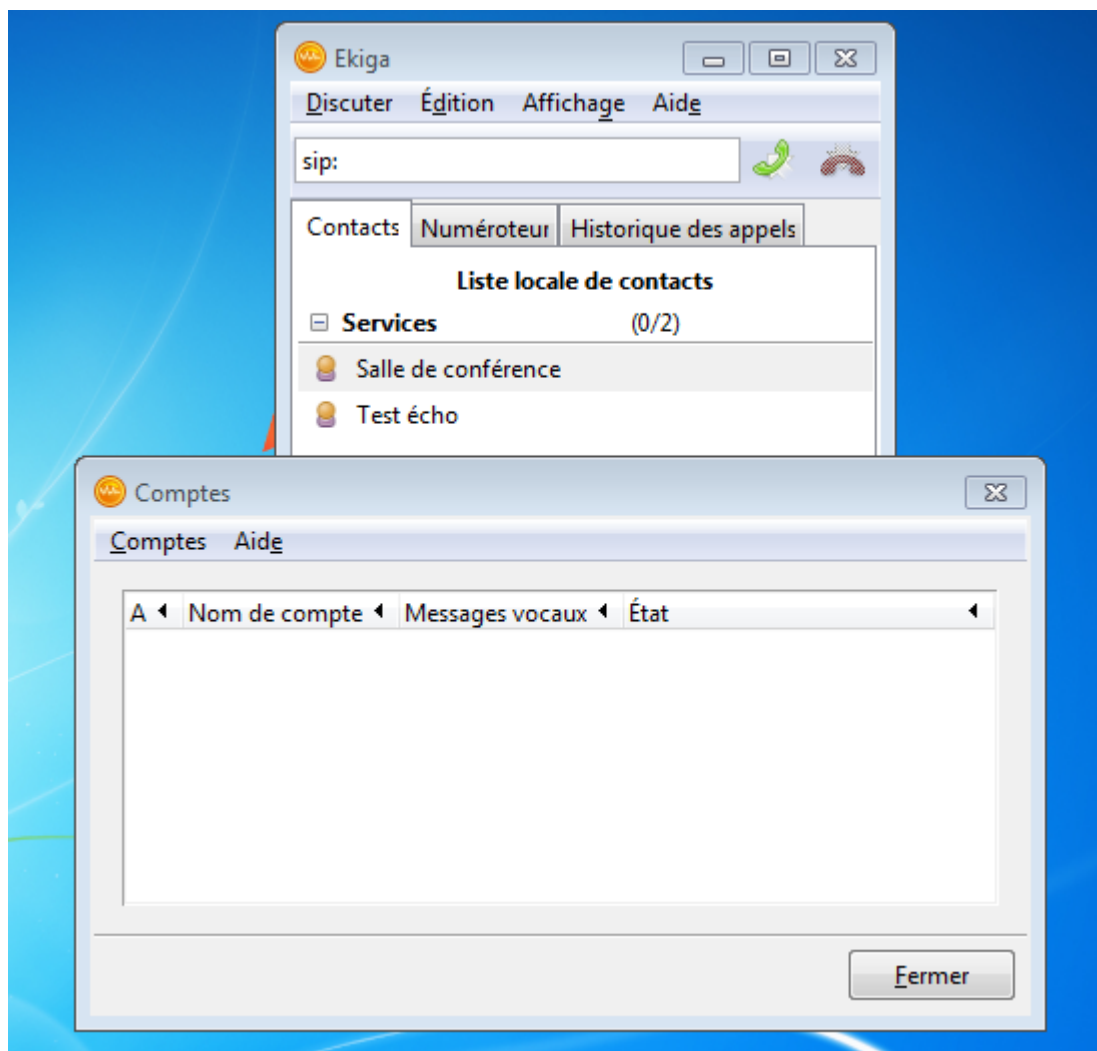 Ekiga
Discuter Édition Affichage Aide
sip:
Contacts Numéroteur Historique des appels
Liste locale de contacts
Services (0/2)
Salle de conférence
Test écho
Comptes
Comptes Aide
A Nom de compte Messages vocaux État
Fermer